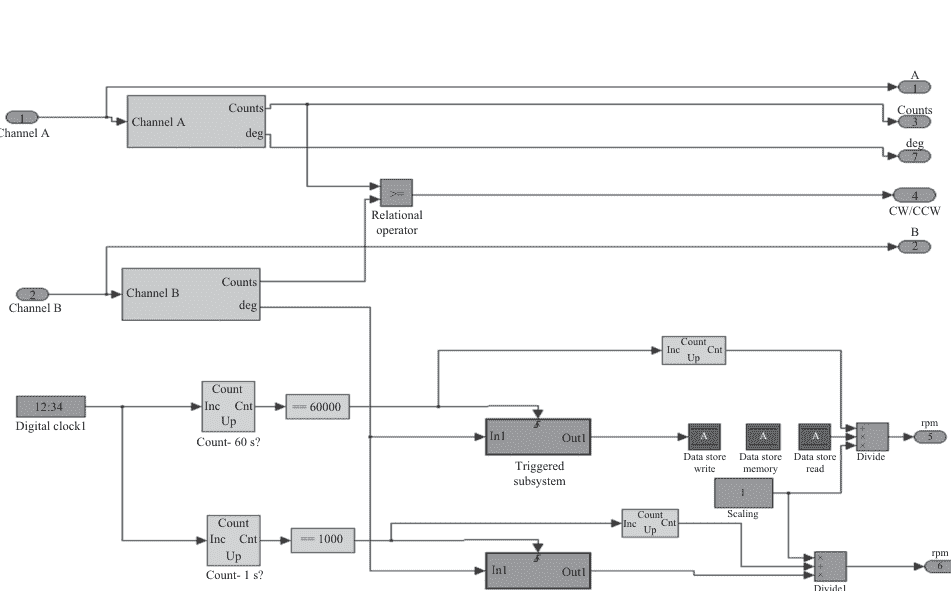 A
1
1
Channel A
Channel A
Counts
deg
Counts
3
deg
7
>=
Relational
operator
4
CW/CCW
B
2
2
Channel B
Channel B
Counts
deg
Count
Inc Cnt
Up
12:34
Digital clock1
Count
Inc Cnt
Up
Count- 60 s?
== 60000
In1 Out1
Triggered
subsystem
A
Data store
write
Data store
memory
A
Data store
read
Divide
rpm
5
1
Scaling
Count
Inc Cnt
Up
Count- 1 s?
== 1000
Count
Inc Cnt
Up
In1 Out1
Divide1
rpm
6